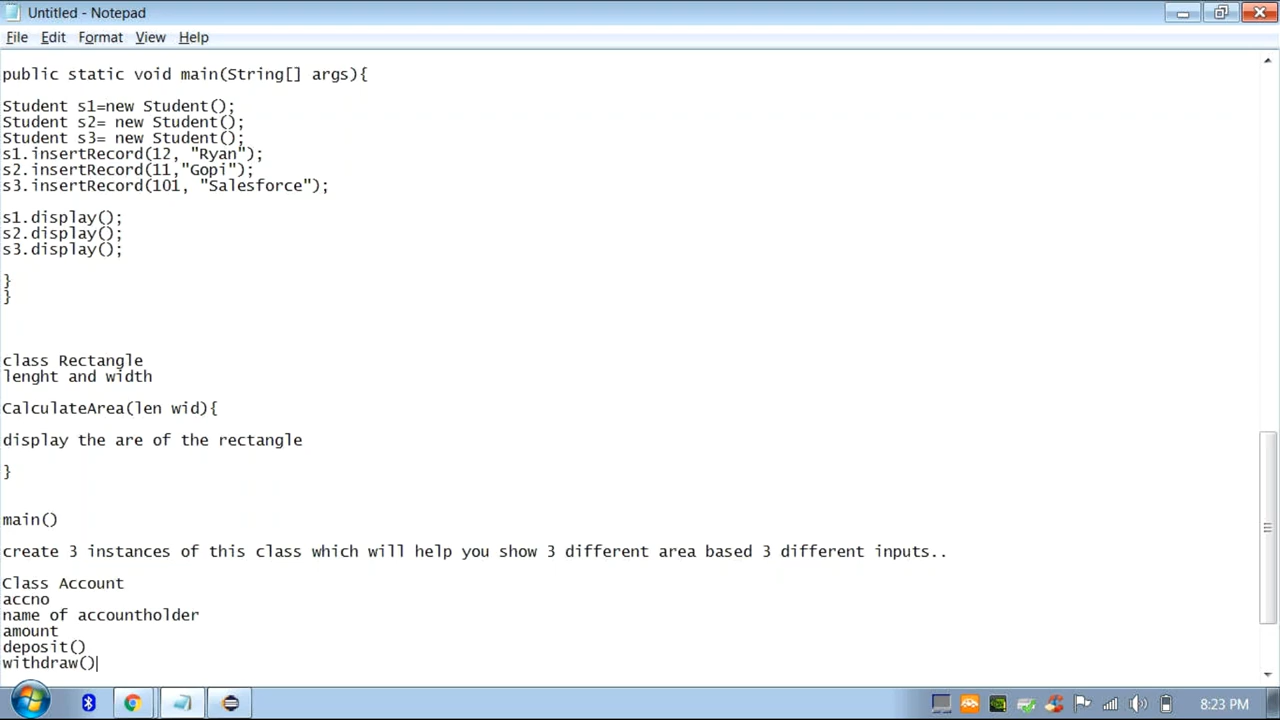 Untitled - Notepad
File Edit Format View Help
public static void main(String[] args){
Student s1=new Student();
Student s2= new Student();
Student s3= new Student();
s1.insertRecord(12, "Ryan");
s2.insertRecord(11,"Gopi");
s3.insertRecord(101, "Salesforce");
s1.display();
s2.display();
s3.display();
}
}
class Rectangle
lenght and width
CalculateArea(len wid){
display the are of the rectangle
}
main()
create 3 instances of this class which will help you show 3 different area based 3 different inputs..
Class Account
accno
name of accountholder
amount
deposit()
withdraw()
8:23 PM